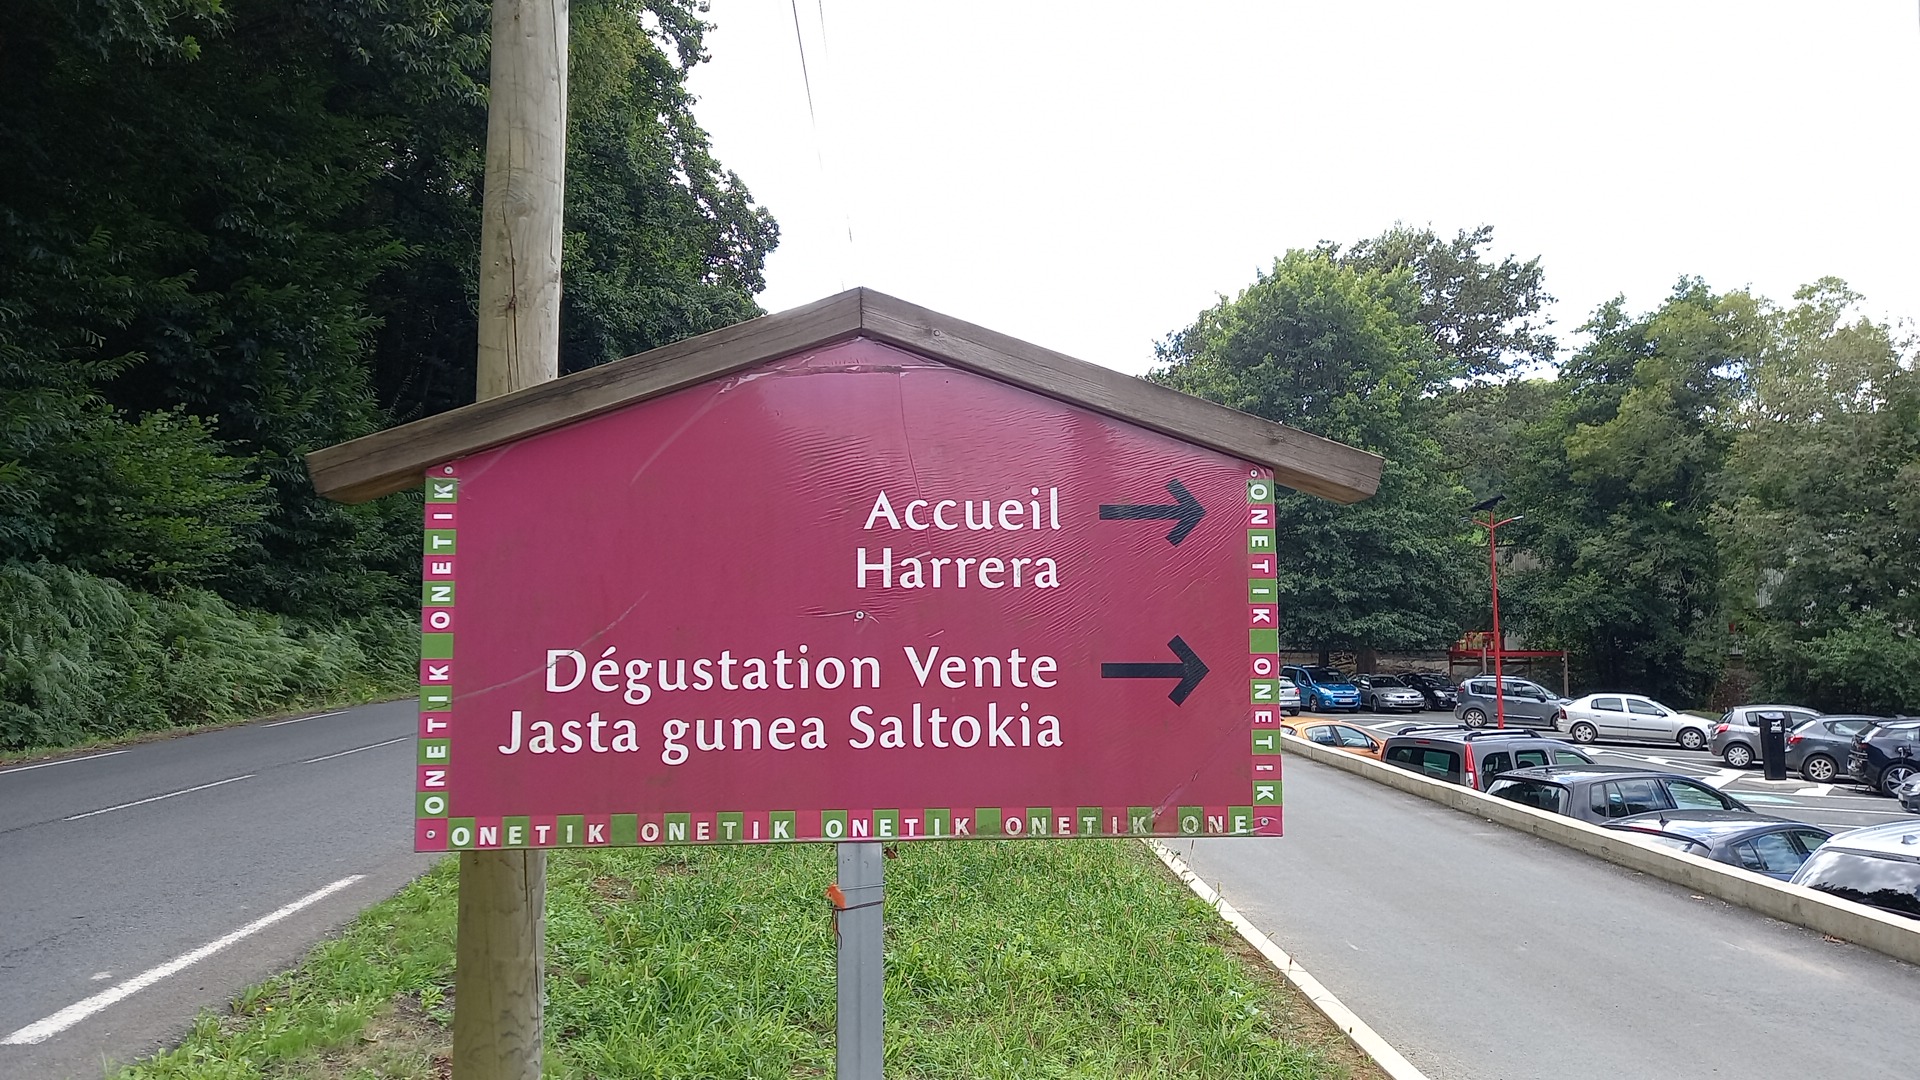 Accueil
Harrera
Dégustation Vente
Jasta gunea Saltokia
ONETIK ONETIK
ONETIK ONETIK
ONETIK ONETIK ONETIK ONETIK ONE